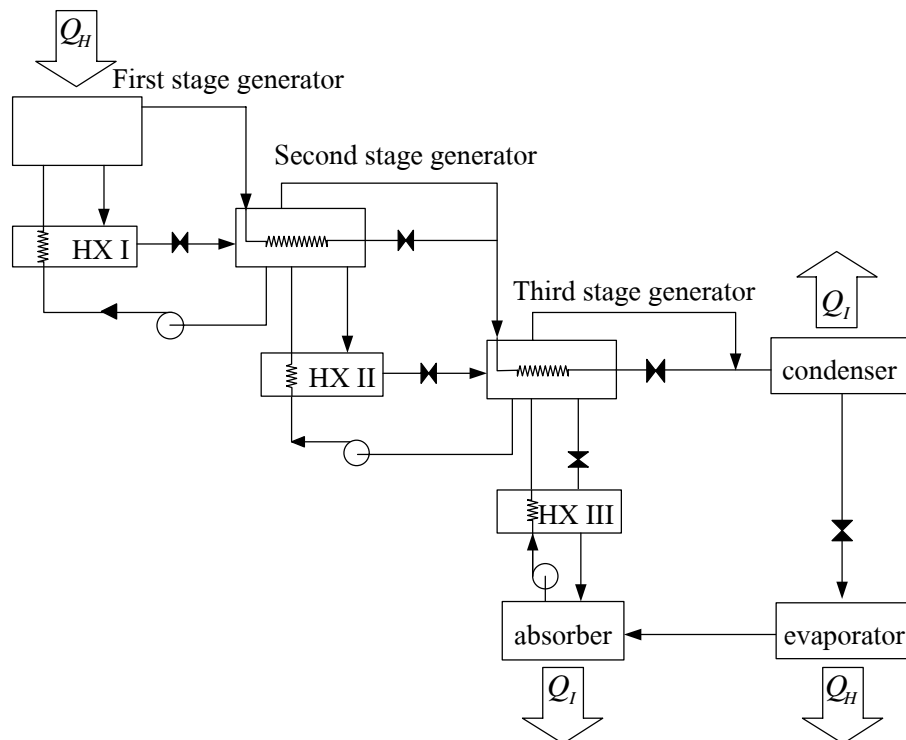 Q_H
First stage generator
Second stage generator
HX I
Third stage generator
Q_I
HX II
condenser
HX III
absorber
evaporator
Q_I
Q_H